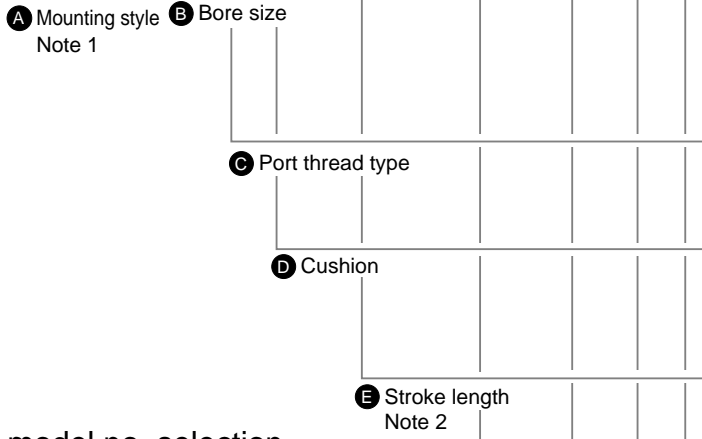 A Mounting style B Bore size
Note 1
C Port thread type
D Cushion
E Stroke length
Note 2
model no. selection